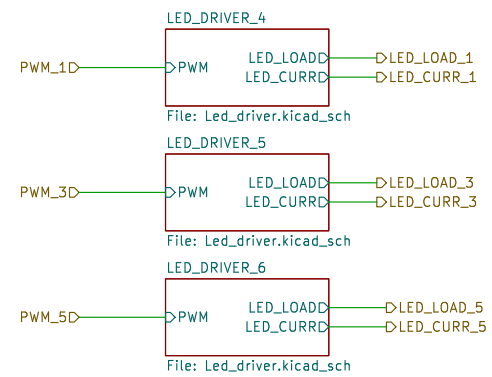 LED_DRIVER_4
PWM_1 PWM LED_LOAD LED_LOAD_1
LED_CURR LED_CURR_1
File: Led_driver.kicad_sch
LED_DRIVER_5
PWM_3 PWM LED_LOAD LED_LOAD_3
LED_CURR LED_CURR_3
File: Led_driver.kicad_sch
LED_DRIVER_6
PWM_5 PWM LED_LOAD LED_LOAD_5
LED_CURR LED_CURR_5
File: Led_driver.kicad_sch